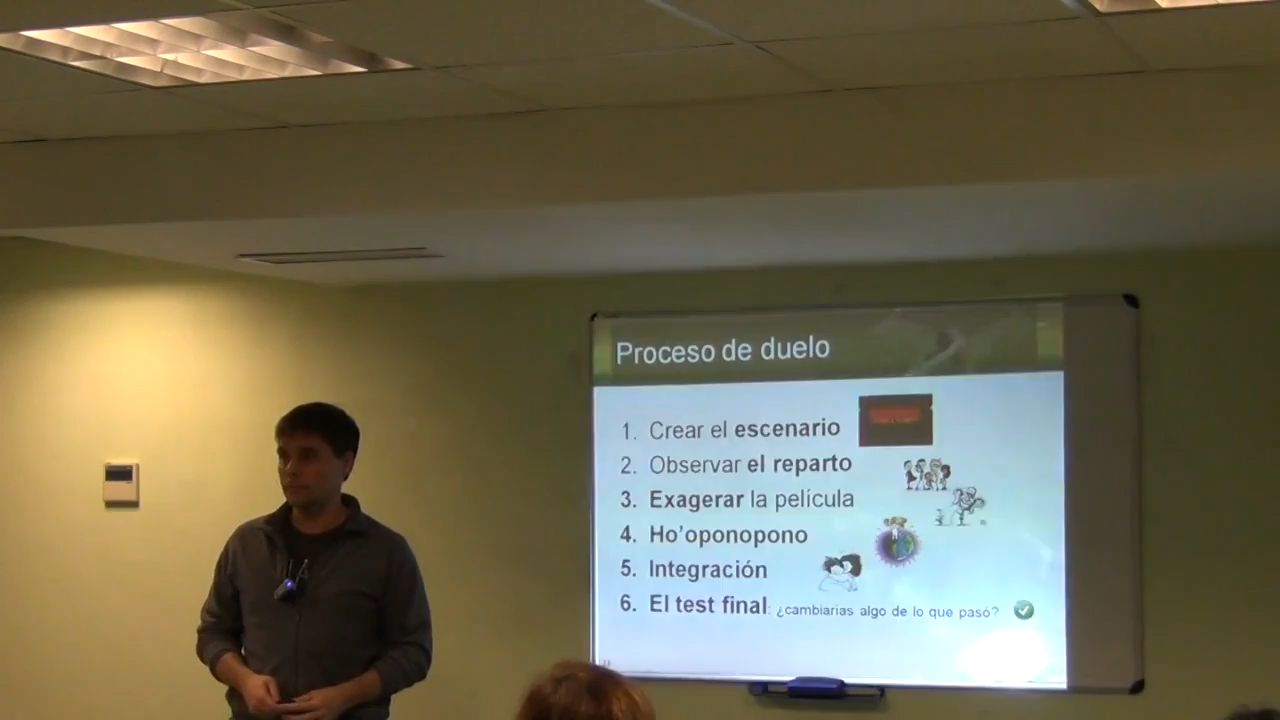 Proceso de duelo
1. Crear el escenario
2. Observar el reparto
3. Exagerar la película
4. Ho'oponopono
5. Integración
6. El test final: ¿cambiarias algo de lo que pasó?